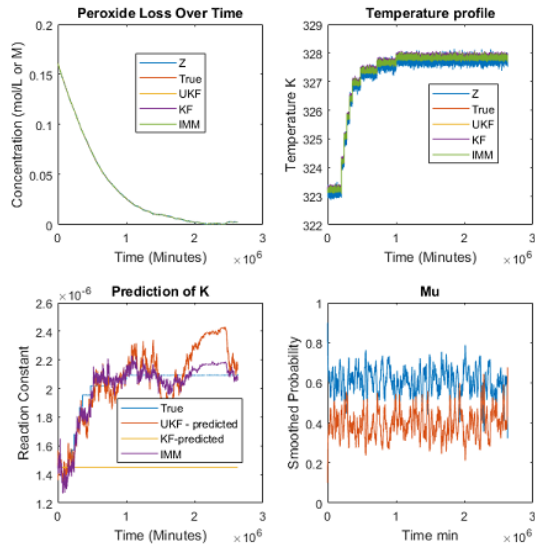 Peroxide Loss Over Time
Concentration (mol/L or M)
0.2
0.15
0.1
0.05
0
Z
True
UKF
KF
IMM
0 1 2 3
Time (Minutes)
× 10^6
Temperature profile
Temperature K
329
328
327
326
325
324
323
322
Z
True
UKF
KF
IMM
0 1 2 3
Time (Minutes)
× 10^6
Prediction of K
× 10^-6
Reaction Constant
2.6
2.4
2.2
2
1.8
1.6
1.4
1.2
True
UKF - predicted
KF-predicted
IMM
0 1 2 3
Time (Minutes)
× 10^6
Mu
Smoothed Probability
1
0.8
0.6
0.4
0.2
0
0 1 2 3
Time min
× 10^6